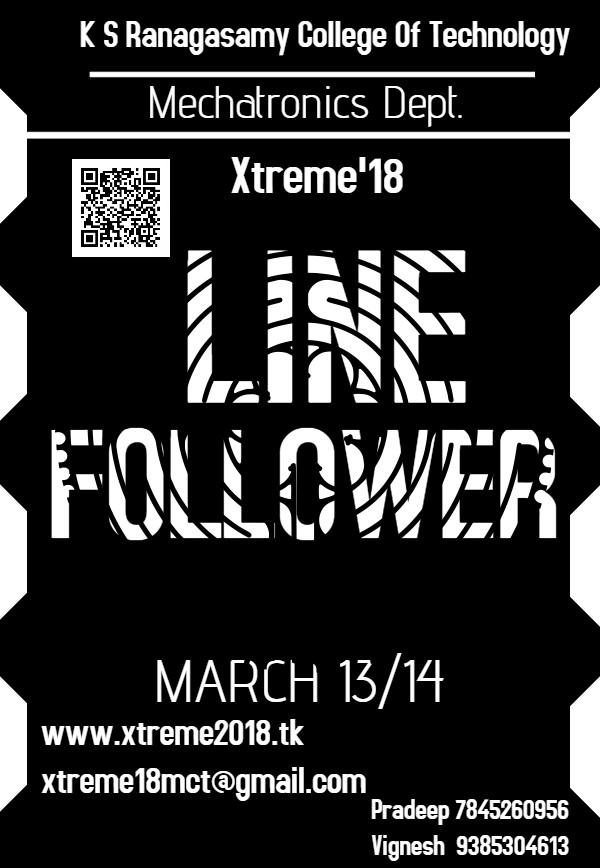 K S Ranagasamy College Of Technology
Mechatronics Dept.
Xtreme'18
LINE
FOLLOWER
MARCH 13/14
www.xtreme2018.tk
xtreme18mct@gmail.com
Pradeep 7845260956
Vignesh 9385304613